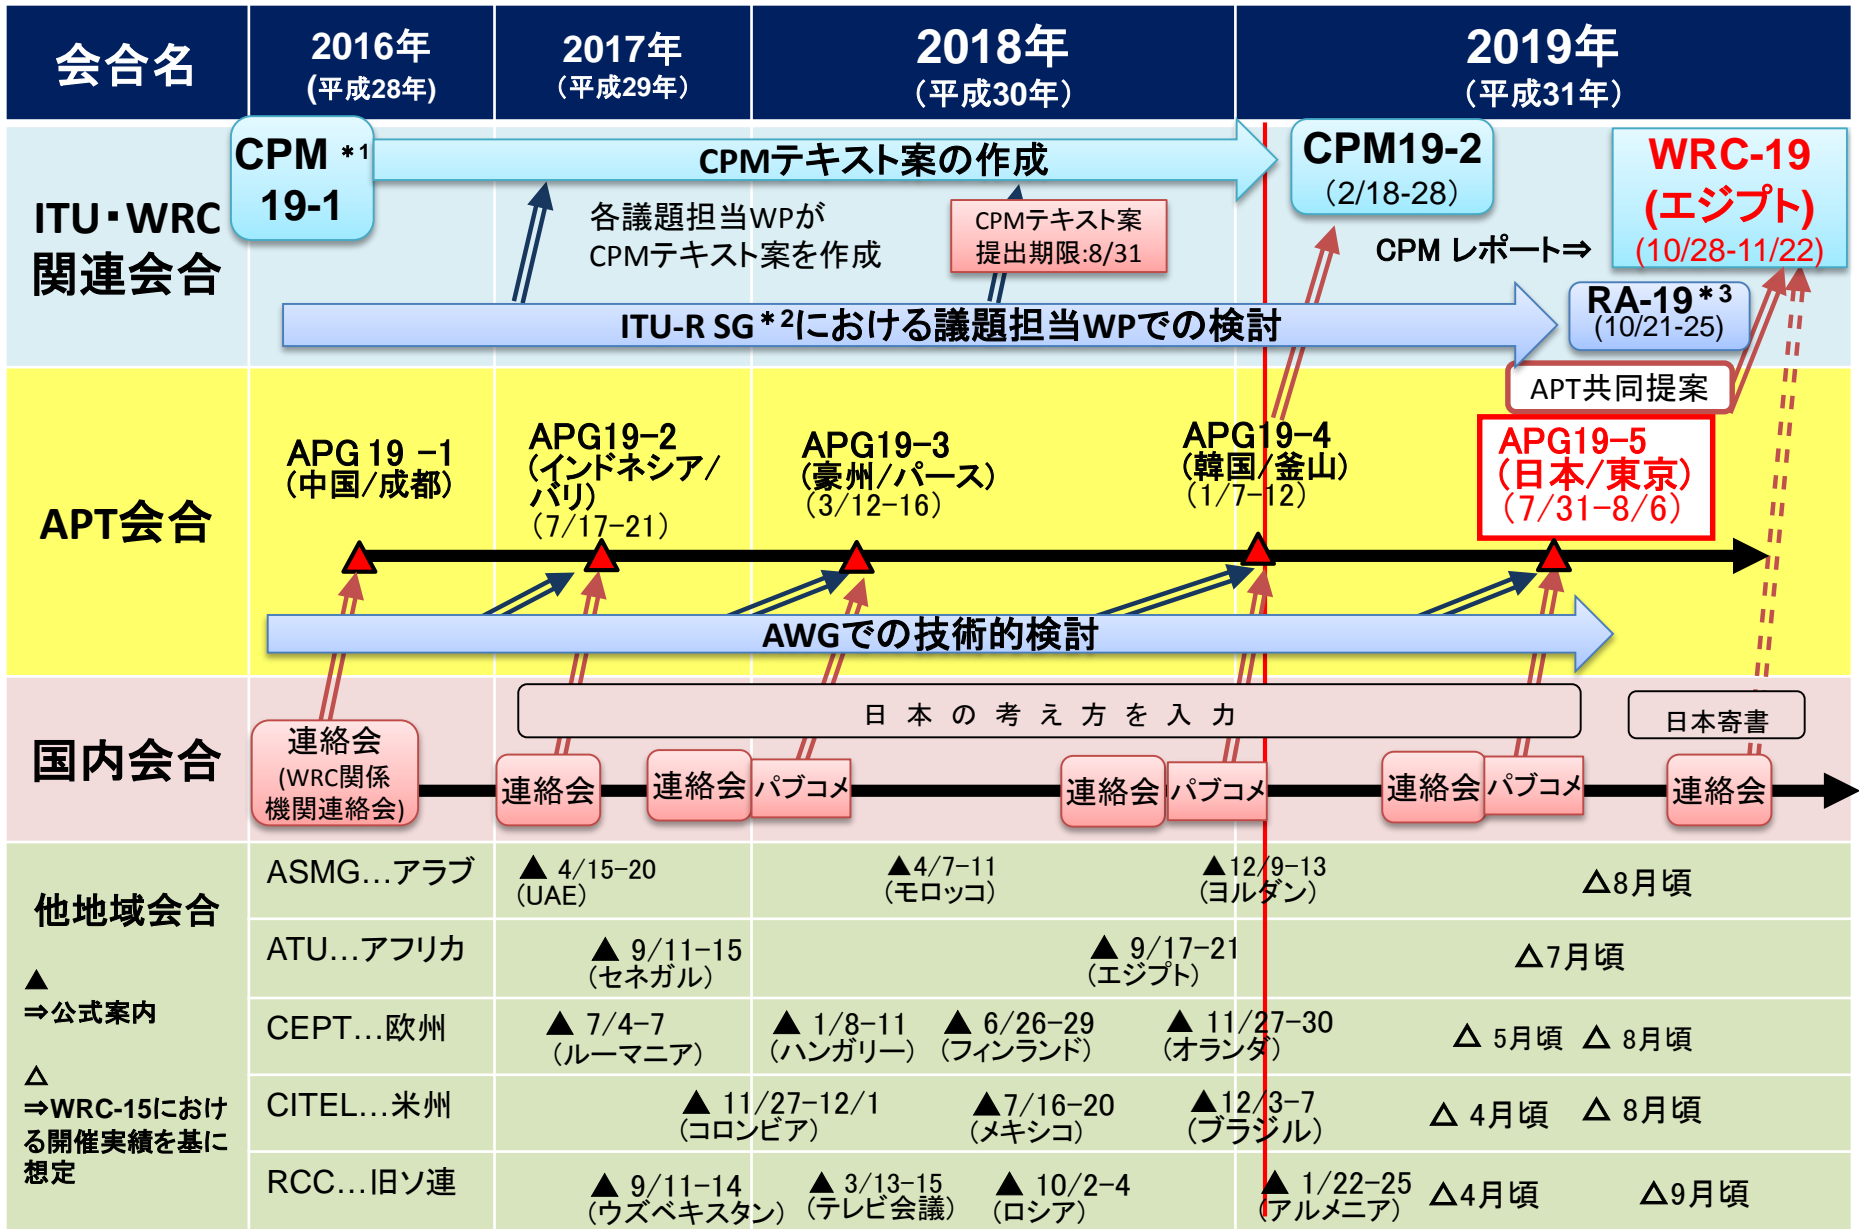 会合名
2016年
(平成28年)
2017年
（平成29年）
2018年
（平成30年）
2019年
（平成31年）
ITU・WRC
関連会合
CPM *1
19-1
CPMテキスト案の作成
CPM19-2
（2/18-28）
WRC-19
(エジプト)
(10/28-11/22)
各議題担当WPが
CPMテキスト案を作成
CPMテキスト案
提出期限:8/31
CPM レポート⇒
ITU-R SG*2における議題担当WPでの検討
RA-19*3
（10/21-25）
APT共同提案
APT会合
APG 19 -1
(中国/成都)
APG19-2
(インドネシア/
バリ)
(7/17-21)
APG19-3
(豪州/パース)
(3/12-16)
APG19-4
(韓国/釜山)
(1/7-12)
APG19-5
(日本/東京)
(7/31-8/6)
AWGでの技術的検討
国内会合
日本の考え方を入力
日本寄書
連絡会
(WRC関係
機関連絡会)
連絡会
連絡会
パブコメ
連絡会
パブコメ
連絡会
パブコメ
連絡会
他地域会合
▲
⇒公式案内
△
⇒WRC-15におけ
る開催実績を基に
想定
ASMG…アラブ
▲ 4/15-20
(UAE)
▲4/7-11
(モロッコ)
▲12/9-13
(ヨルダン)
△8月頃
ATU…アフリカ
▲ 9/11-15
(セネガル)
▲ 9/17-21
(エジプト)
△7月頃
CEPT…欧州
▲ 7/4-7
(ルーマニア)
▲ 1/8-11
(ハンガリー)
▲ 6/26-29
(フィンランド)
▲ 11/27-30
(オランダ)
△ 5月頃
△ 8月頃
CITEL…米州
▲ 11/27-12/1
(コロンビア)
▲7/16-20
(メキシコ)
▲12/3-7
(ブラジル)
△ 4月頃
△ 8月頃
RCC…旧ソ連
▲ 9/11-14
(ウズベキスタン)
▲ 3/13-15
(テレビ会議)
▲ 10/2-4
(ロシア)
▲ 1/22-25
(アルメニア)
△4月頃
△9月頃